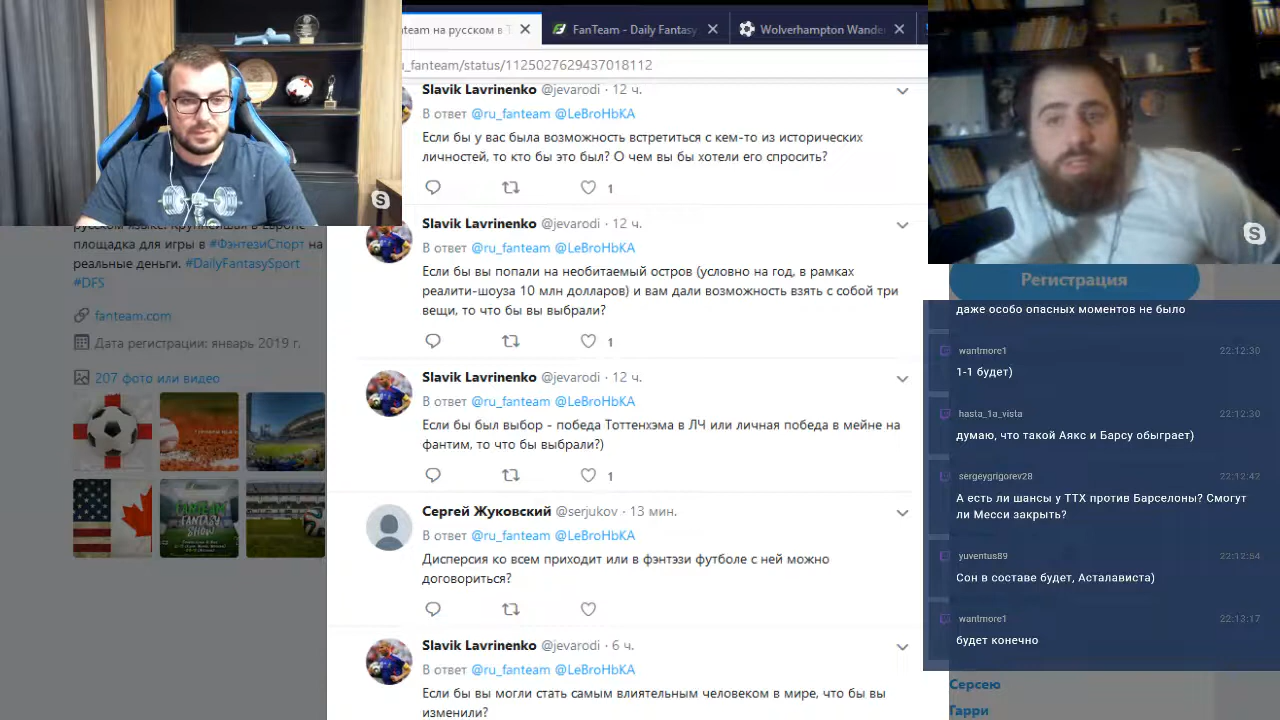 nteam на русском в Т
FanTeam - Daily Fantasy
Wolverhampton Wande
_fanteam/status/1125027629437018112
Slavik Lavrinenko @jevarodi · 12 ч.
В ответ @ru_fanteam @LeBroHbKA
Если бы у вас была возможность встретиться с кем-то из исторических
личностей, то кто бы это был? О чем вы бы хотели его спросить?
1
Slavik Lavrinenko @jevarodi · 12 ч.
В ответ @ru_fanteam @LeBroHbKA
Если бы вы попали на необитаемый остров (условно на год, в рамках
реалити-шоуза 10 млн долларов) и вам дали возможность взять с собой три
вещи, то что бы вы выбрали?
1
Slavik Lavrinenko @jevarodi · 12 ч.
В ответ @ru_fanteam @LeBroHbKA
Если бы был выбор - победа Тоттенхэма в ЛЧ или личная победа в мейне на
фантим, то что бы выбрали?)
1
Сергей Жуковский @serjukov · 13 мин.
В ответ @ru_fanteam @LeBroHbKA
Дисперсия ко всем приходит или в фэнтэзи футболе с ней можно
договориться?
Slavik Lavrinenko @jevarodi · 6 ч.
В ответ @ru_fanteam @LeBroHbKA
Если бы вы могли стать самым влиятельным человеком в мире, что бы вы
изменили?
площадка для игры в #ФэнтезиСпорт на
реальные деньги. #DailyFantasySport
#DFS
fanteam.com
Дата регистрации: январь 2019 г.
207 фото или видео
FANTEAM
FANTASY
SHOW
Регистрация
даже особо опасных моментов не было
wantmore1 22:12:30
1-1 будет)
hasta_1a_vista 22:12:30
думаю, что такой Аякс и Барсу обыграет)
sergeygrigorev28 22:12:42
А есть ли шансы у ТТХ против Барселоны? Смогут
ли Месси закрыть?
yuventus89 22:12:54
Сон в составе будет, Асталависта)
wantmore1 22:13:17
будет конечно
Серсею
Гарри